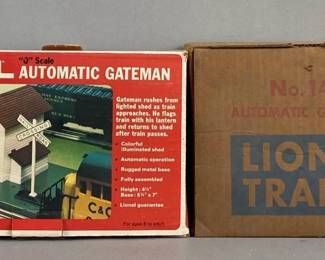 L
"O" Scale
AUTOMATIC GATEMAN
Gateman rushes from
lighted shed as train
approaches. He flags
train with his lantern
and returns to shed
after train passes.
• Colorful
illuminated shed
• Automatic operation
• Rugged metal base
• Fully assembled
• Lionel guarantee
CROSSING
C&O
No. 14
AUTOMATIC
LION
TRAI